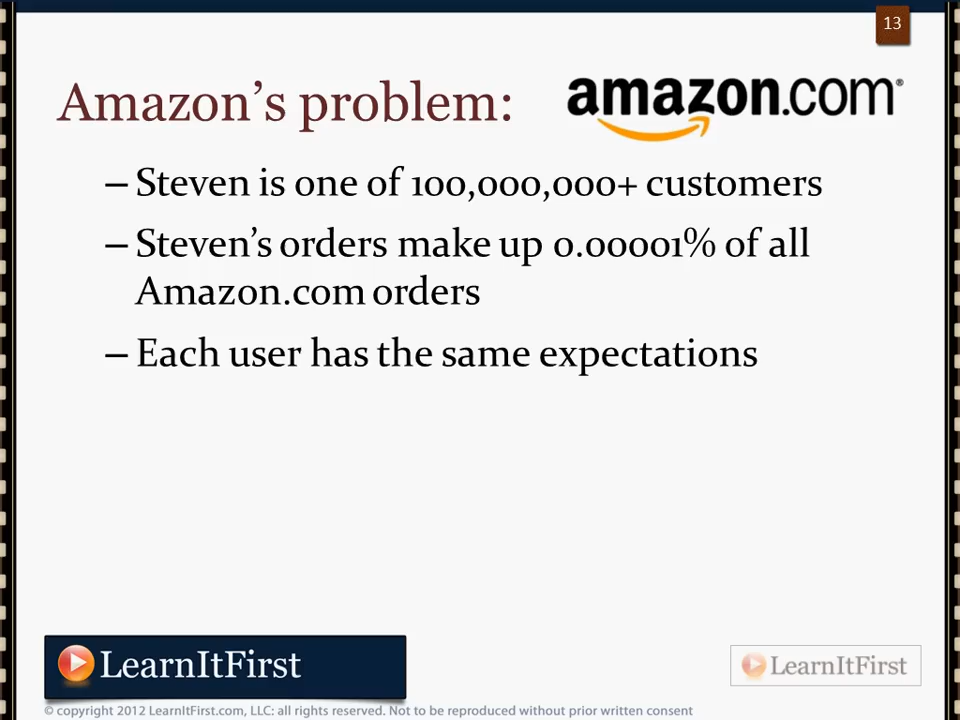 13
Amazon’s problem:
amazon.com®
– Steven is one of 100,000,000+ customers
– Steven’s orders make up 0.00001% of all
Amazon.com orders
– Each user has the same expectations
LearnItFirst
LearnItFirst
© copyright 2012 LearnItFirst.com, LLC: all rights reserved. Not to be reproduced without prior written consent